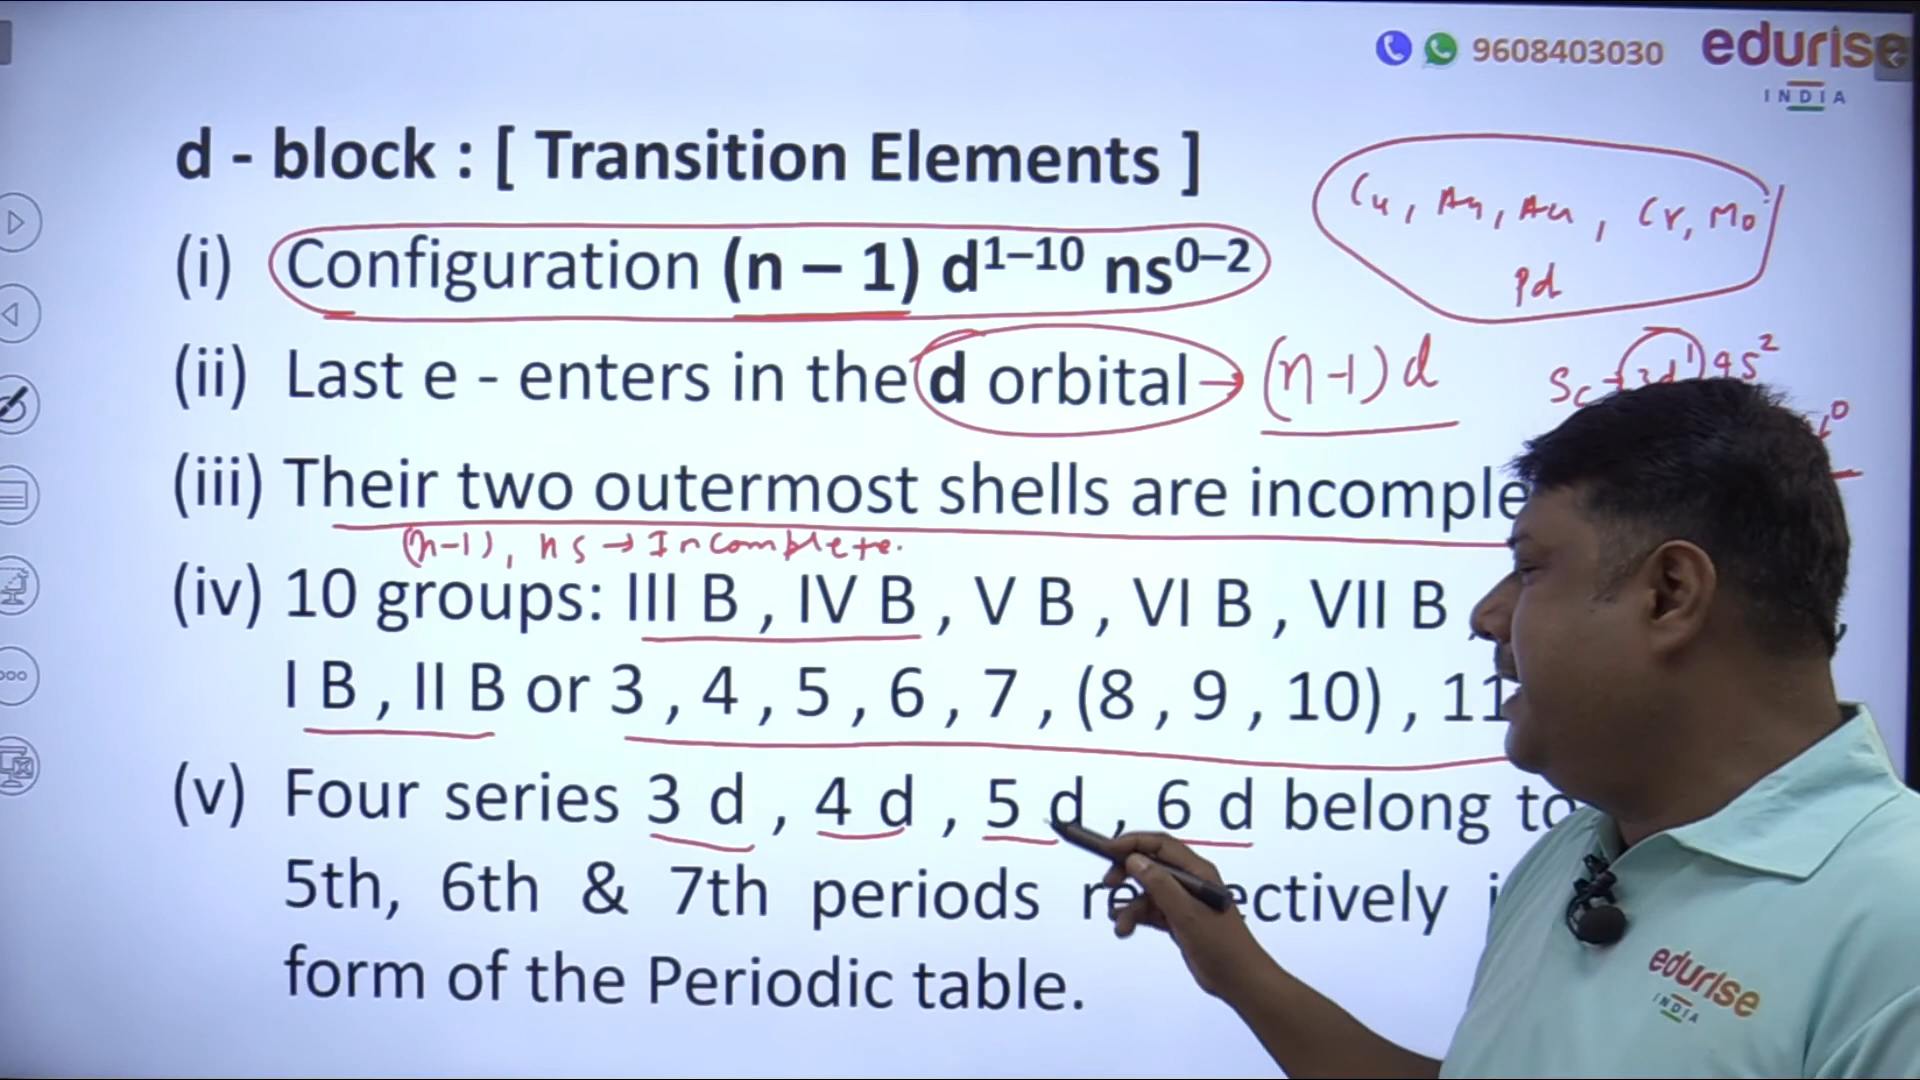 9608403030
edurise
INDIA
d - block : [ Transition Elements ]
Cu, Ag, Au, Cr, Mo
Pd
(i) Configuration (n – 1) d¹⁻¹⁰ ns⁰⁻²
(ii) Last e - enters in the d orbital → (n-1) d
Sc → 3d¹ 4s²
(iii) Their two outermost shells are
(n-1), ns → Incomplete.
(iv) 10 groups: III B , IV B , V B , VI B , VII B
I B , II B or 3 , 4 , 5 , 6 , 7 , (8 , 9 , 10) , 11
(v) Four series 3 d , 4 d , 5 d , 6 d belong to
5th, 6th & 7th periods
form of the Periodic table.
edurise
INDIA